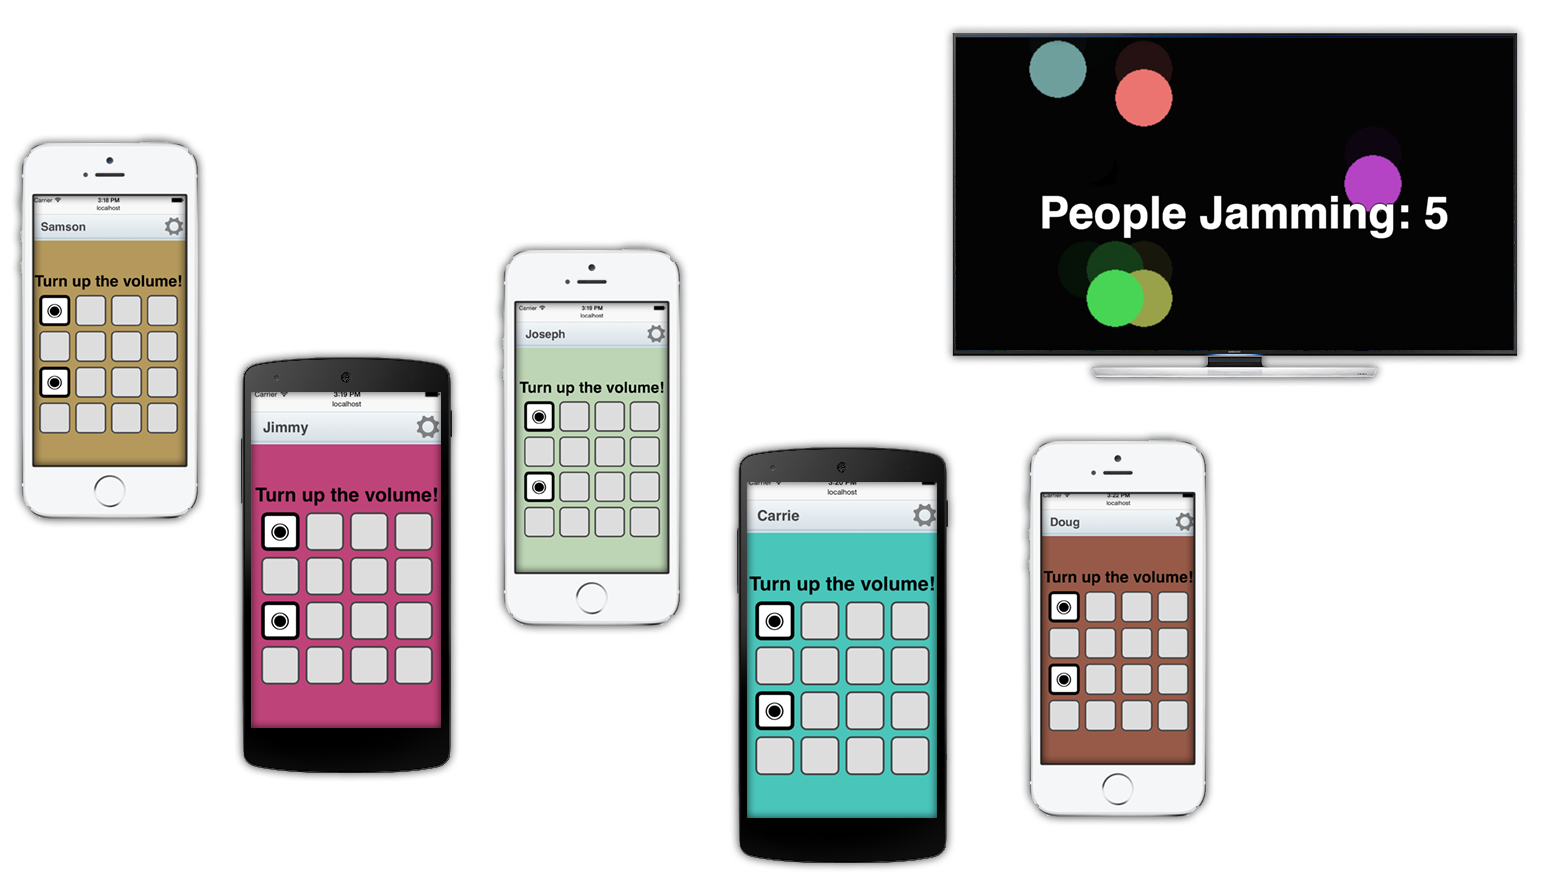 People Jamming: 5
Carrier 3:18 PM
localhost
Samson
Turn up the volume!
Carrier 3:19 PM
localhost
Jimmy
Turn up the volume!
Carrier 3:19 PM
localhost
Joseph
Turn up the volume!
Carrier 3:20 PM
localhost
Carrie
Turn up the volume!
Carrier 3:22 PM
localhost
Doug
Turn up the volume!